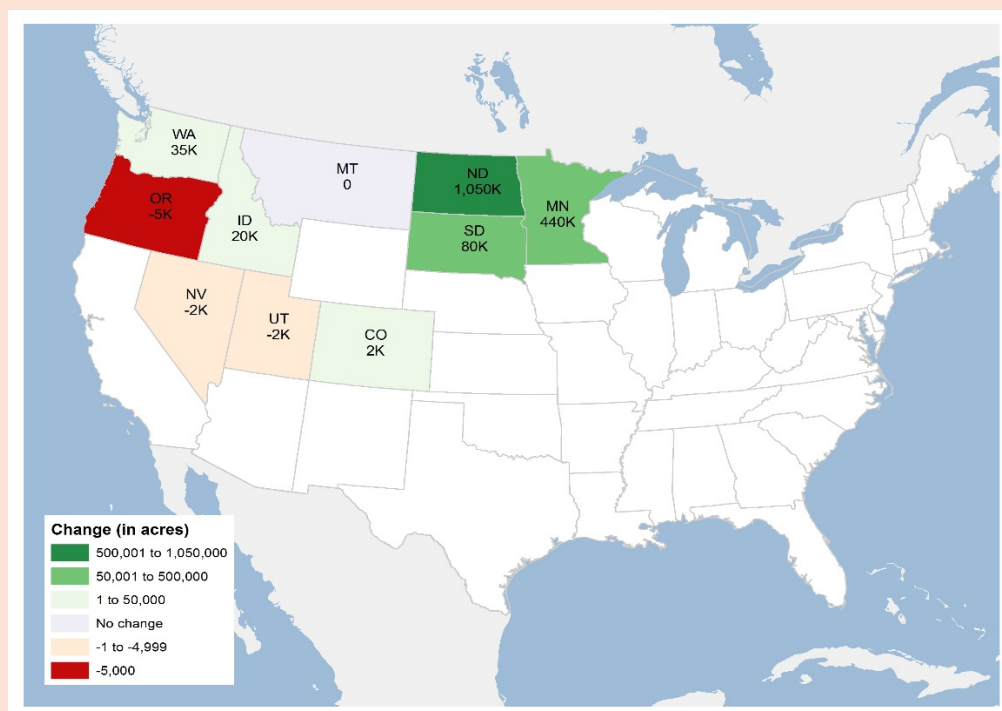 WA
35K
MT
0
ND
1,050K
OR
-5K
ID
20K
MN
440K
SD
80K
NV
-2K
UT
-2K
CO
2K
Change (in acres)
500,001 to 1,050,000
50,001 to 500,000
1 to 50,000
No change
-1 to -4,999
-5,000